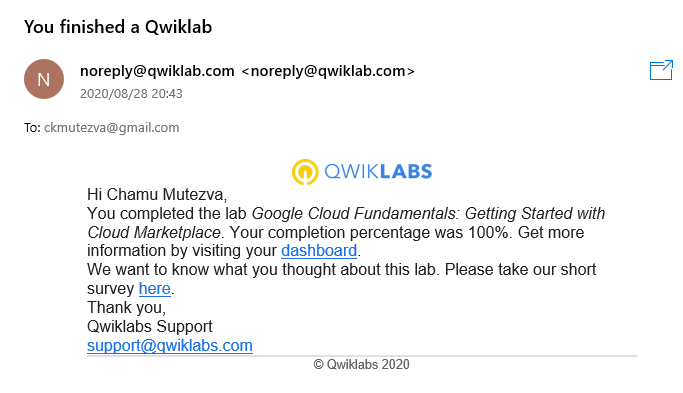 You finished a Qwiklab
N
noreply@qwiklab.com <noreply@qwiklab.com>
2020/08/28 20:43
To: ckmutezva@gmail.com
QWIKLABS
Hi Chamu Mutezva,
You completed the lab Google Cloud Fundamentals: Getting Started with
Cloud Marketplace. Your completion percentage was 100%. Get more
information by visiting your dashboard.
We want to know what you thought about this lab. Please take our short
survey here.
Thank you,
Qwiklabs Support
support@qwiklabs.com
© Qwiklabs 2020